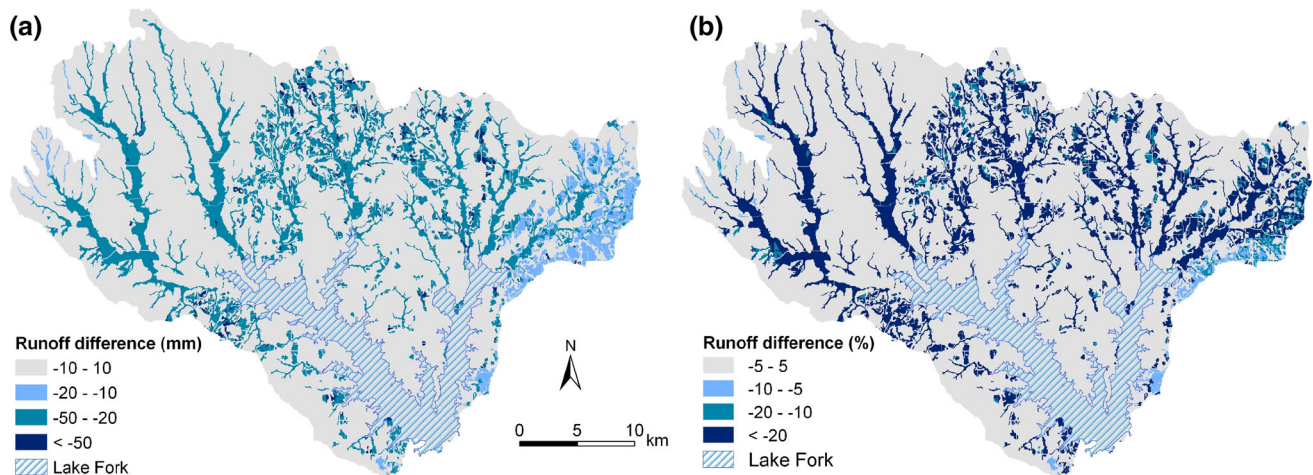 (a)
Runoff difference (mm)
-10 - 10
-20 - -10
-50 - -20
< -50
Lake Fork
N
0 5 10
km
(b)
Runoff difference (%)
-5 - 5
-10 - -5
-20 - -10
< -20
Lake Fork